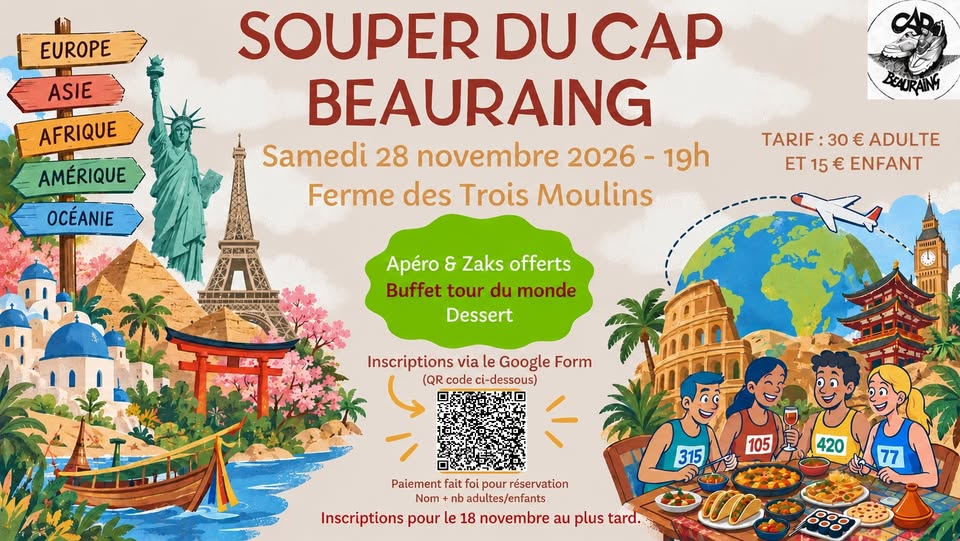 SOUPER DU CAP
BEAURAING
Samedi 28 novembre 2026 - 19h
Ferme des Trois Moulins
CAP
BEAURAING
TARIF : 30 € ADULTE
ET 15 € ENFANT
EUROPE
ASIE
AFRIQUE
AMÉRIQUE
OCÉANIE
Apéro & Zaks offerts
Buffet tour du monde
Dessert
Inscriptions via le Google Form
(QR code ci-dessous)
Paiement fait foi pour réservation
Nom + nb adultes/enfants
Inscriptions pour le 18 novembre au plus tard.
315
105
420
77